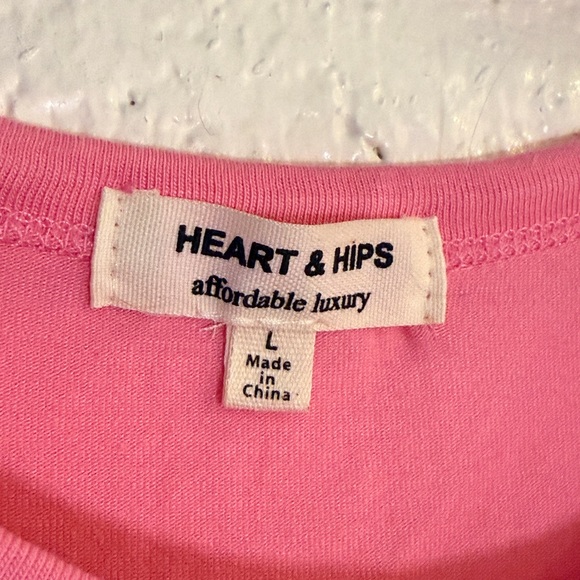 HEART & HIPS
affordable luxury
L
Made
in
China